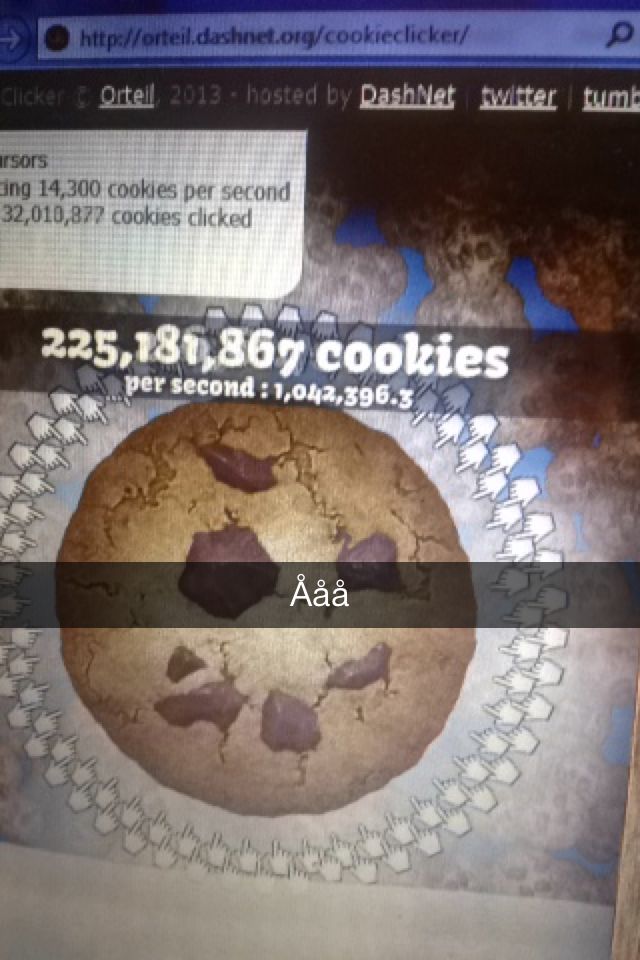 http://orteil.dashnet.org/cookieclicker/
Clicker © Orteil, 2013 - hosted by DashNet | twitter | tumb
rsors
ing 14,300 cookies per second
32,010,877 cookies clicked
225,181,867 cookies
per second : 1,042,396.3
Ååå